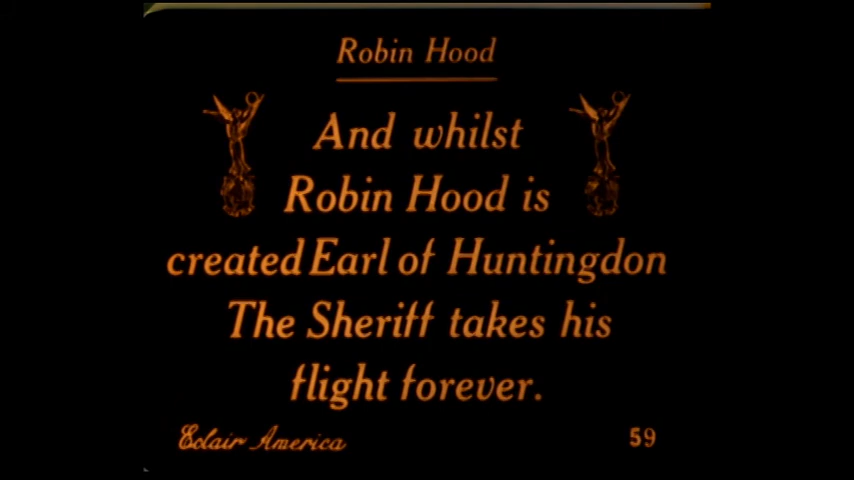 Robin Hood
And whilst
Robin Hood is
created Earl of Huntingdon
The Sheriff takes his
flight forever.
Eclair America
59